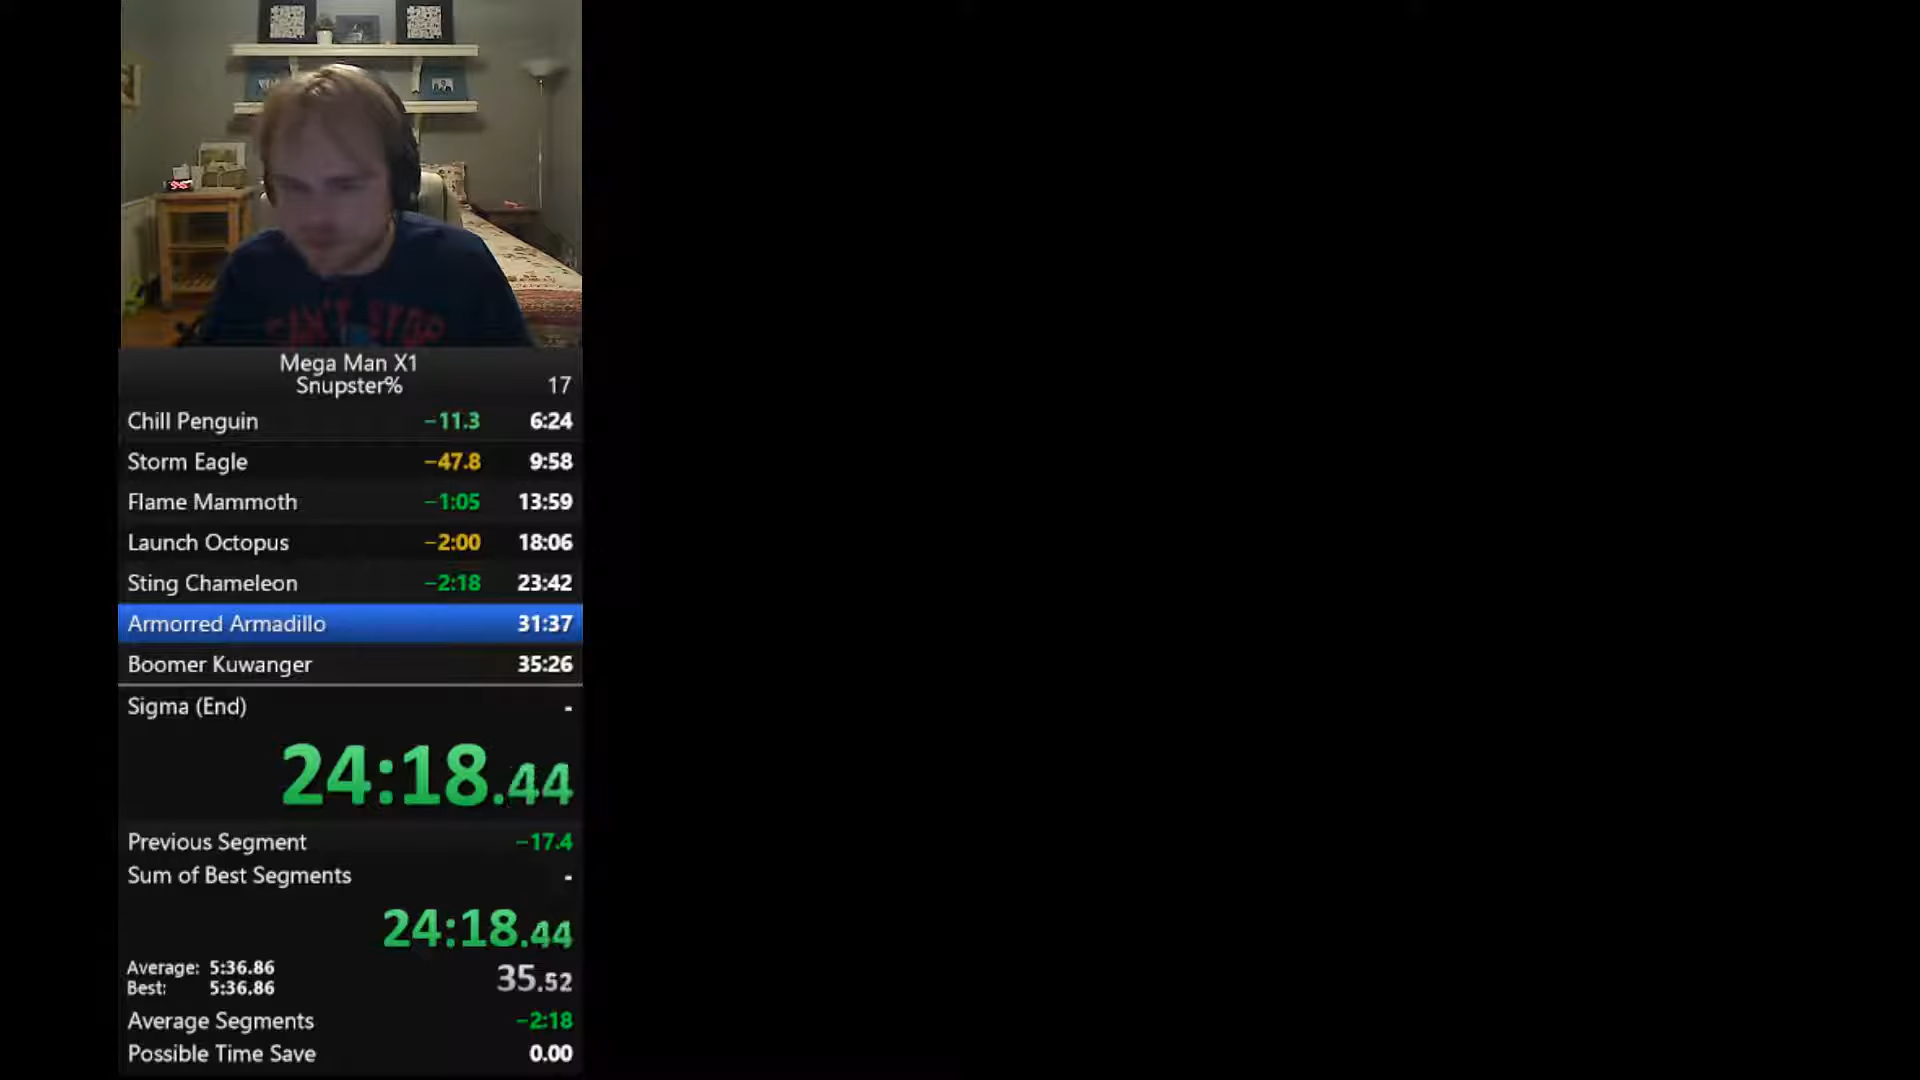 CAN'T STOP
Mega Man X1
Snupster% 17
Chill Penguin −11.3 6:24
Storm Eagle −47.8 9:58
Flame Mammoth −1:05 13:59
Launch Octopus −2:00 18:06
Sting Chameleon −2:18 23:42
Armorred Armadillo 31:37
Boomer Kuwanger 35:26
Sigma (End) -
24:18.44
Previous Segment −17.4
Sum of Best Segments -
24:18.44
Average: 5:36.86
Best: 5:36.86
35.52
Average Segments −2:18
Possible Time Save 0.00